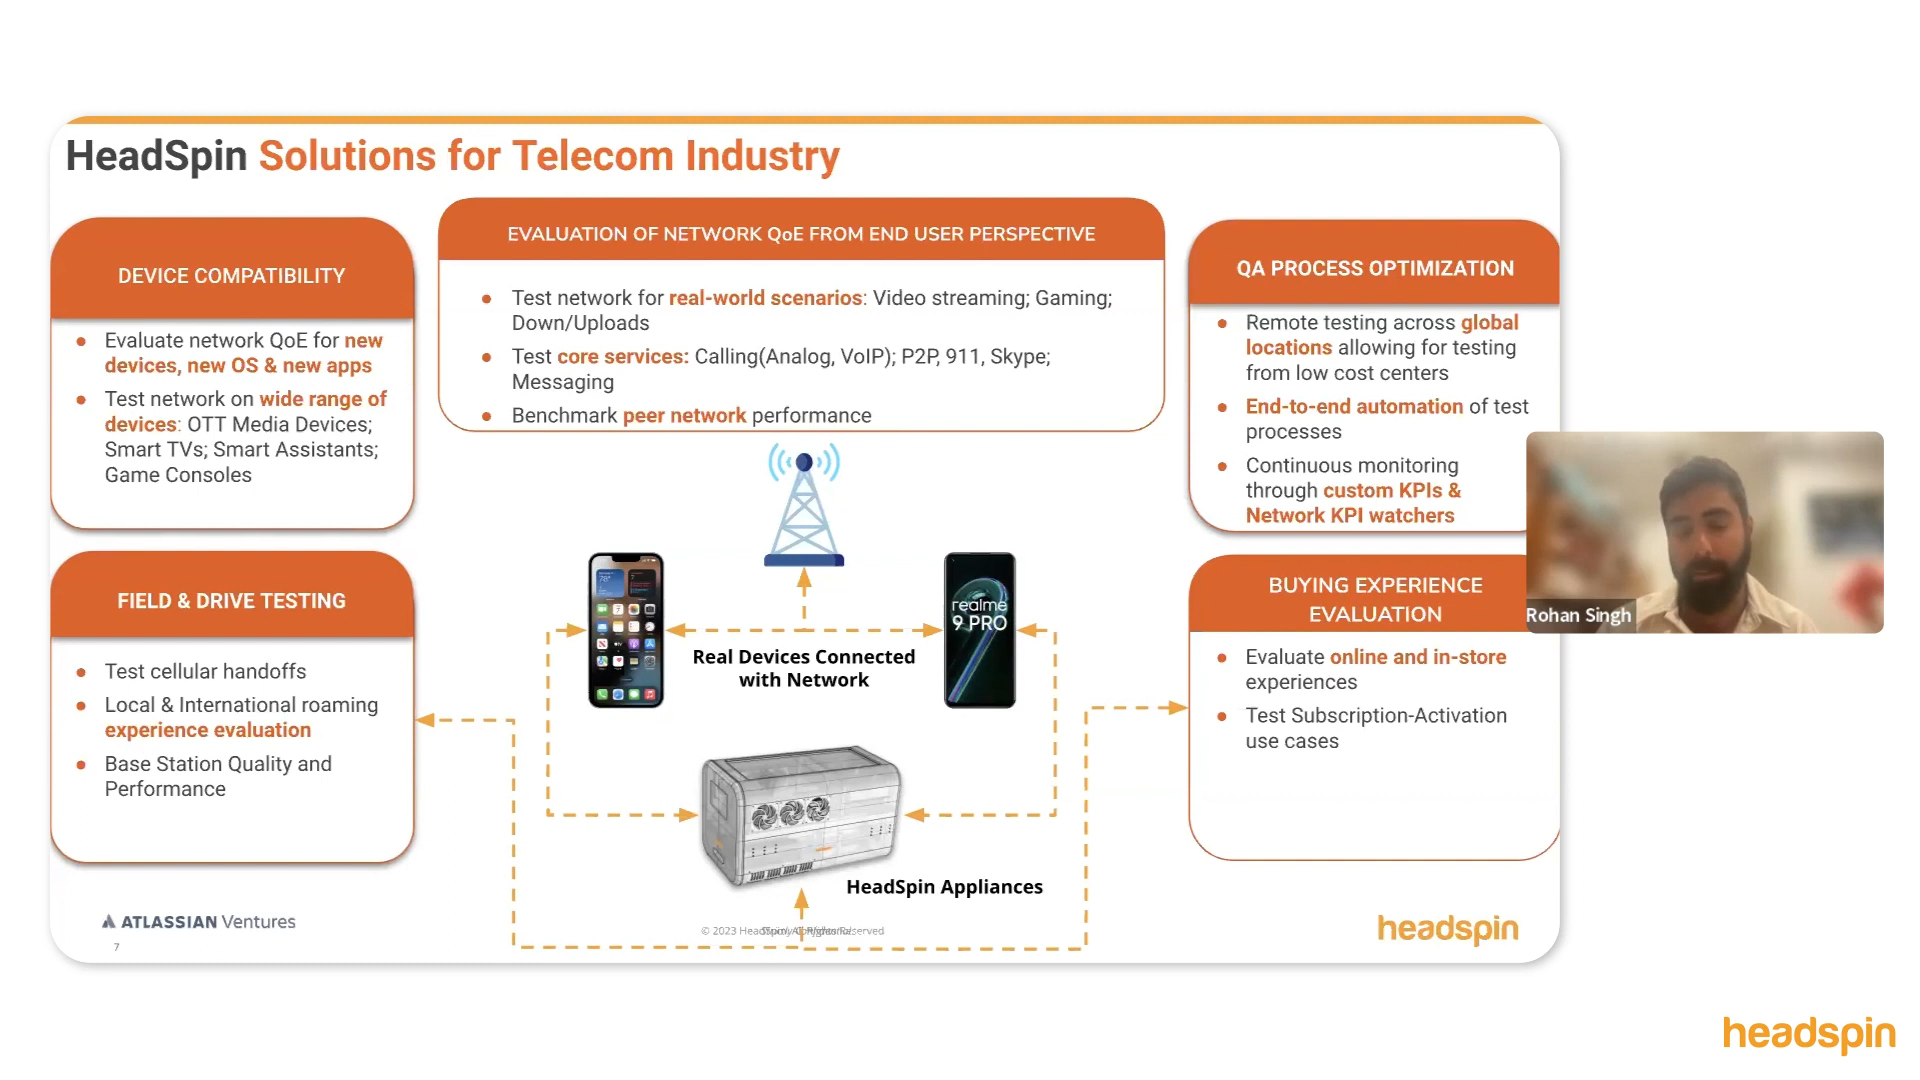 HeadSpin Solutions for Telecom Industry
DEVICE COMPATIBILITY
Evaluate network QoE for new
devices, new OS & new apps
Test network on wide range of
devices: OTT Media Devices;
Smart TVs; Smart Assistants;
Game Consoles
EVALUATION OF NETWORK QoE FROM END USER PERSPECTIVE
Test network for real-world scenarios: Video streaming; Gaming;
Down/Uploads
Test core services: Calling(Analog, VoIP); P2P, 911, Skype;
Messaging
Benchmark peer network performance
QA PROCESS OPTIMIZATION
Remote testing across global
locations allowing for testing
from low cost centers
End-to-end automation of test
processes
Continuous monitoring
through custom KPIs &
Network KPI watchers
FIELD & DRIVE TESTING
Test cellular handoffs
Local & International roaming
experience evaluation
Base Station Quality and
Performance
realme
9 PRO
Real Devices Connected
with Network
HeadSpin Appliances
BUYING EXPERIENCE
EVALUATION
Evaluate online and in-store
experiences
Test Subscription-Activation
use cases
Rohan Singh
ATLASSIAN Ventures
7
© 2023
headspin
headspin